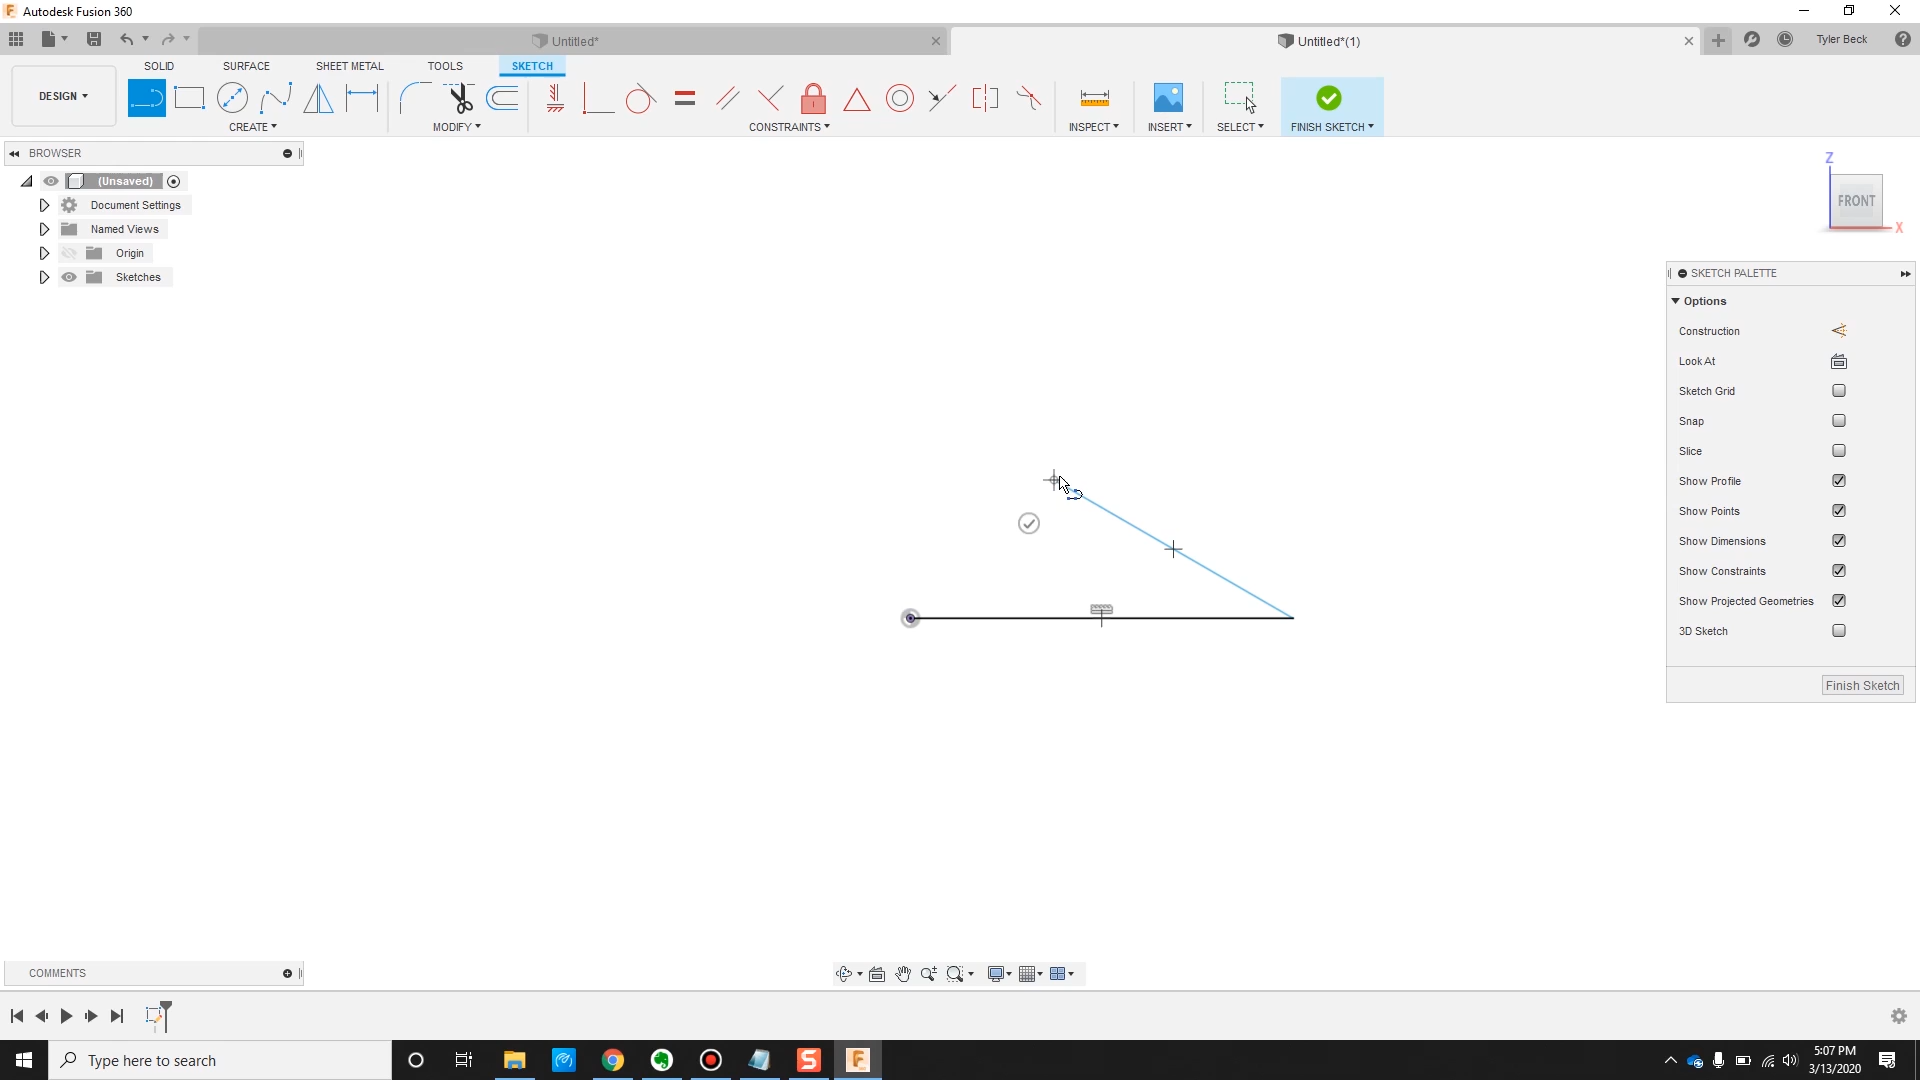 Autodesk Fusion 360
Untitled*
Untitled*(1)
Tyler Beck
SOLID
SURFACE
SHEET METAL
TOOLS
SKETCH
DESIGN
CREATE
MODIFY
CONSTRAINTS
INSPECT
INSERT
SELECT
FINISH SKETCH
BROWSER
(Unsaved)
Document Settings
Named Views
Origin
Sketches
Z
FRONT
X
SKETCH PALETTE
Options
Construction
Look At
Sketch Grid
Snap
Slice
Show Profile
Show Points
Show Dimensions
Show Constraints
Show Projected Geometries
3D Sketch
Finish Sketch
COMMENTS
Type here to search
5:07 PM
3/13/2020